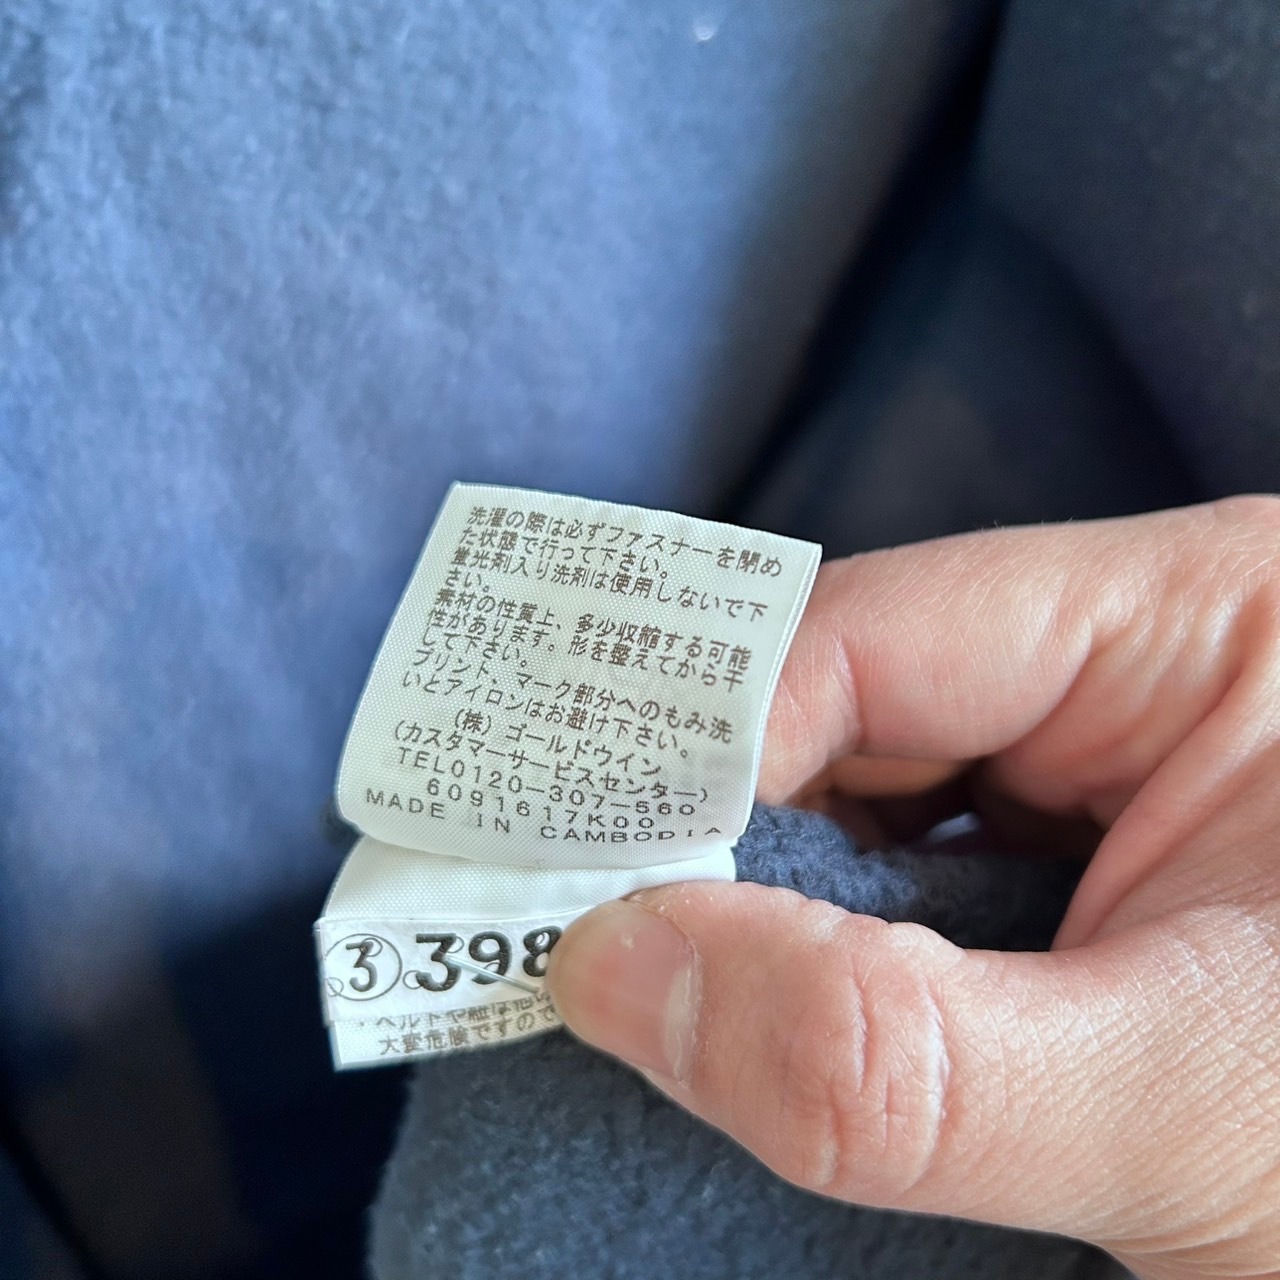 洗濯の際は必ずファスナーを閉め
た状態で行って下さい。
蛍光剤入り洗剤は使用しないで下
さい。
素材の性質上、多少収縮する可能
性があります。形を整えてから干
して下さい。
プリント、マーク部分へのもみ洗
いとアイロンはお避け下さい。
(株) ゴールドウイン
(カスタマーサービスセンター)
TEL0120-307-560
6091617K00
MADE IN CAMBODIA
3 398
大変危険ですので